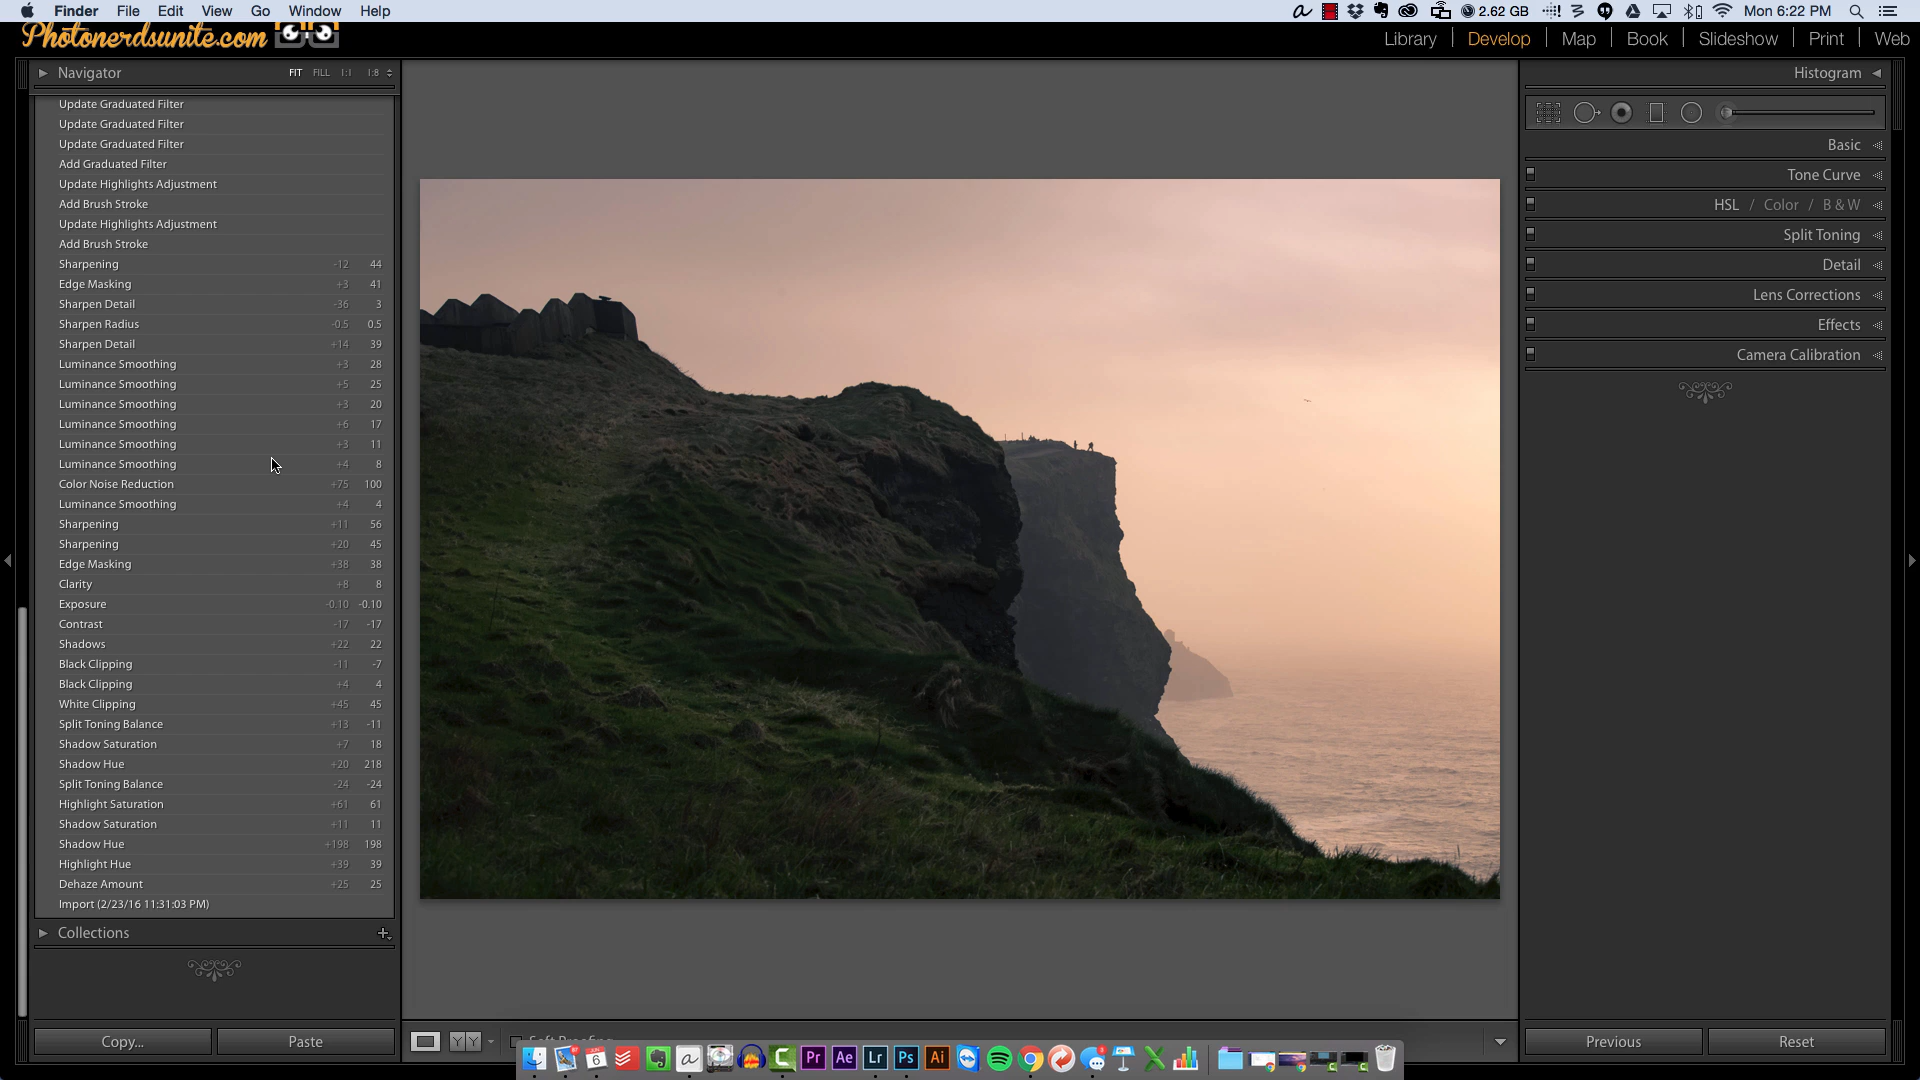 Finder File Edit View Go Window Help
2.62 GB Mon 6:22 PM
Photonerdsunite.com
Library Develop Map Book Slideshow Print Web
Navigator FIT FILL 1:1 1:8
Histogram
Update Graduated Filter
Update Graduated Filter
Update Graduated Filter
Add Graduated Filter
Update Highlights Adjustment
Add Brush Stroke
Update Highlights Adjustment
Add Brush Stroke
Sharpening -12 44
Edge Masking +3 41
Sharpen Detail -36 3
Sharpen Radius -0.5 0.5
Sharpen Detail +14 39
Luminance Smoothing +3 28
Luminance Smoothing +5 25
Luminance Smoothing +3 20
Luminance Smoothing +6 17
Luminance Smoothing +3 11
Luminance Smoothing +4 8
Color Noise Reduction +75 100
Luminance Smoothing +4 4
Sharpening +11 56
Sharpening +20 45
Edge Masking +38 38
Clarity +8 8
Exposure -0.10 -0.10
Contrast -17 -17
Shadows +22 22
Black Clipping -11 -7
Black Clipping +4 4
White Clipping +45 45
Split Toning Balance +13 -11
Shadow Saturation +7 18
Shadow Hue +20 218
Split Toning Balance -24 -24
Highlight Saturation +61 61
Shadow Saturation +11 11
Shadow Hue +198 198
Highlight Hue +39 39
Dehaze Amount +25 25
Import (2/23/16 11:31:03 PM)
Collections
Copy... Paste
Basic
Tone Curve
HSL / Color / B & W
Split Toning
Detail
Lens Corrections
Effects
Camera Calibration
Y Y Soft Proofing
Previous Reset
6 a Pr Ae Lr Ps Ai